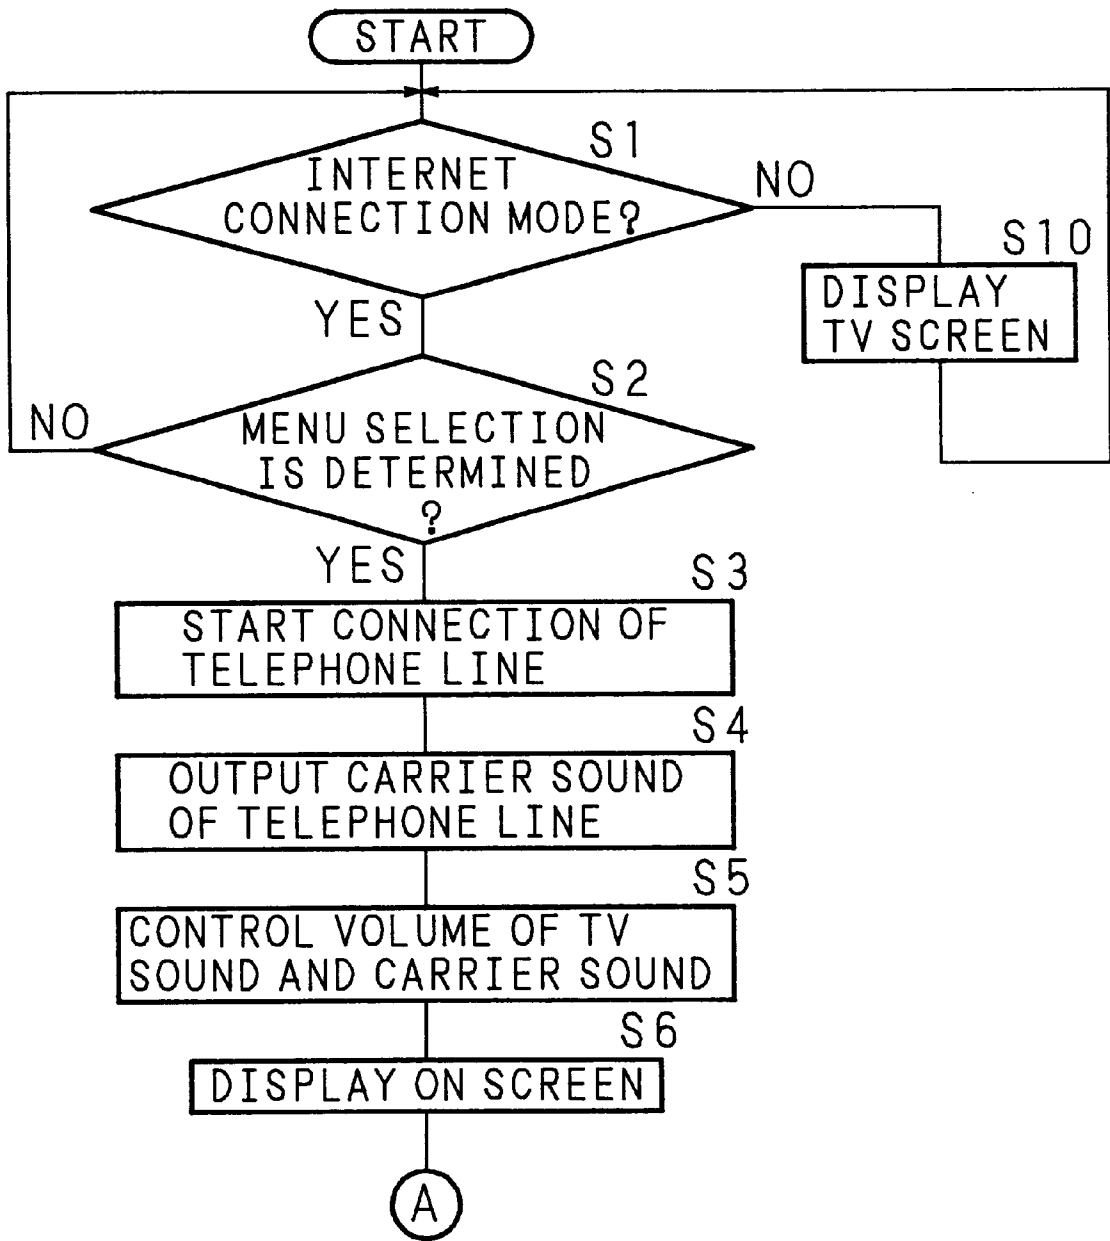 START
S1
INTERNET
CONNECTION MODE?
NO
S10
DISPLAY
TV SCREEN
YES
S2
NO
MENU SELECTION
IS DETERMINED
?
YES
S3
START CONNECTION OF
TELEPHONE LINE
S4
OUTPUT CARRIER SOUND
OF TELEPHONE LINE
S5
CONTROL VOLUME OF TV
SOUND AND CARRIER SOUND
S6
DISPLAY ON SCREEN
A